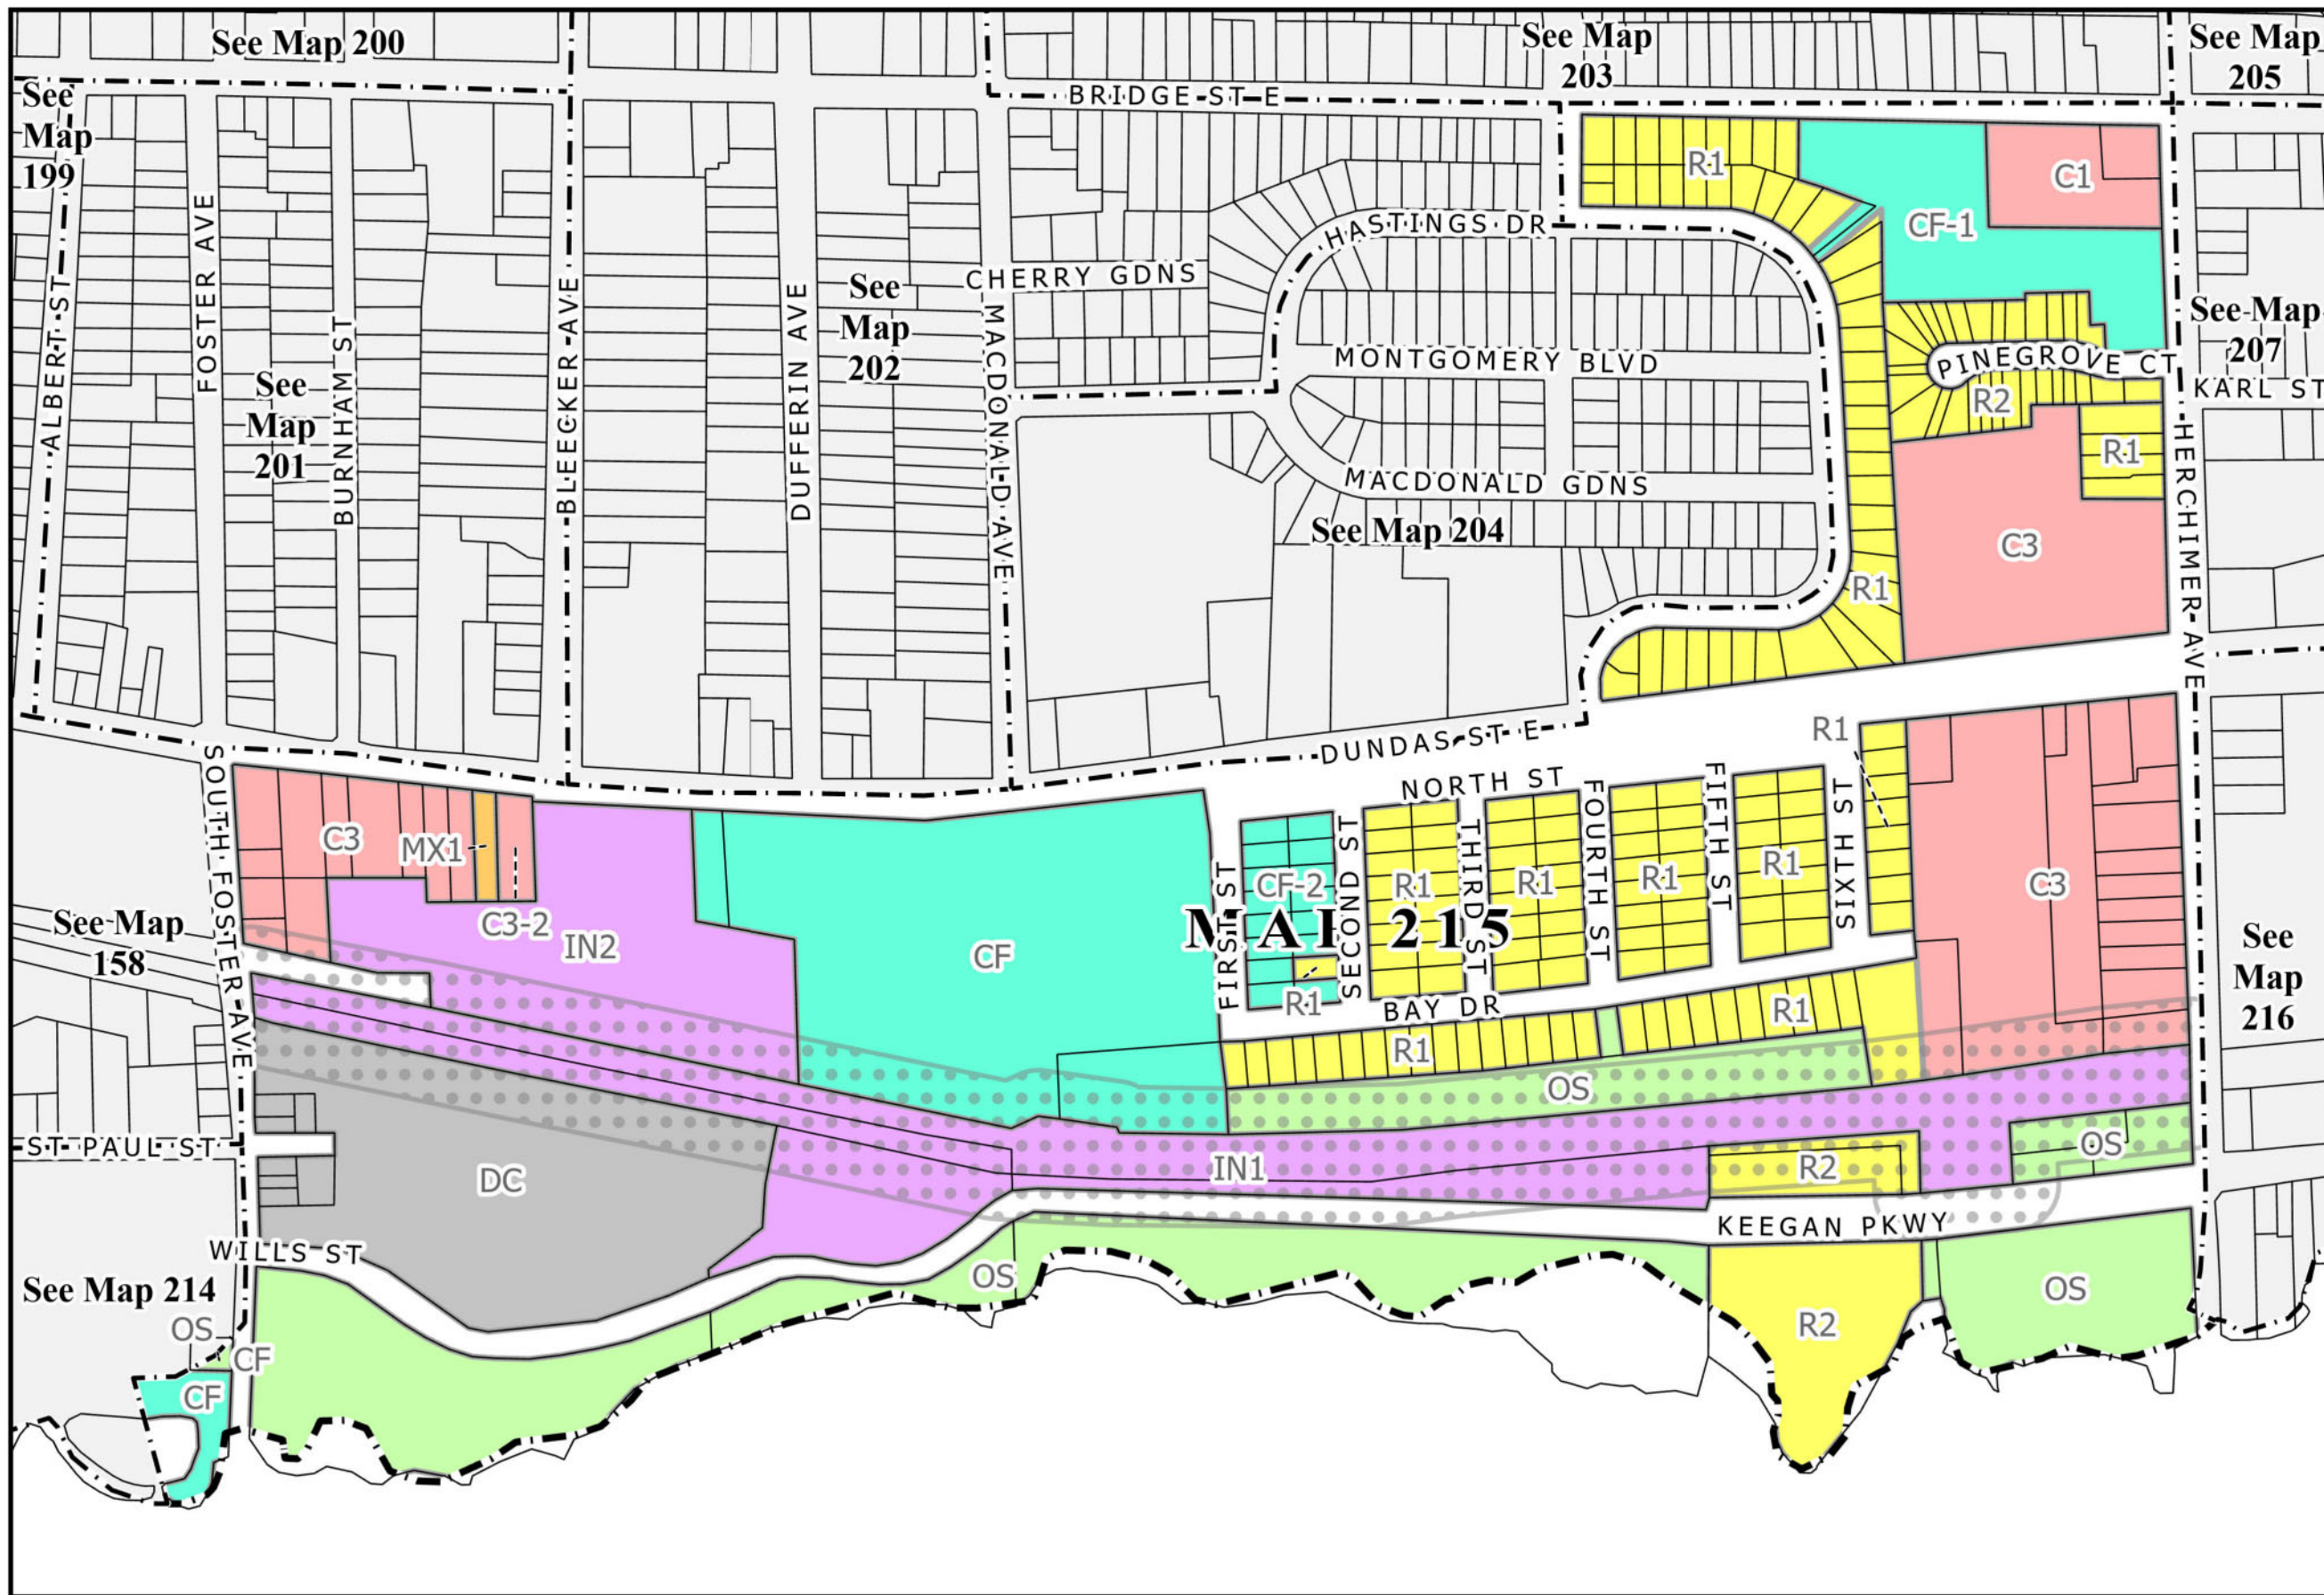 See Map 200
See Map
203
See Map
205
See
Map
199
BRIDGE ST E
R1
C1
CF-1
FOSTER AVE
HASTINGS DR
CHERRY GDNS
See
Map
202
See Map
207
ALBERT ST
BURNHAM ST
BLEECKER AVE
DUFFERIN AVE
MACDONALD AVE
MONTGOMERY BLVD
PINEGROVE CT
KARL ST
See
Map
201
R2
R1
HERCHIMER AVE
MACDONALD GDNS
See Map 204
C3
R1
DUNDAS ST E
R1
SOUTH FOSTER AVE
NORTH ST
C3
MX1
C3-2
IN2
CF
FIRST ST
CF-2
SECOND ST
R1
THIRD ST
R1
FOURTH ST
R1
FIFTH ST
R1
SIXTH ST
C3
MAP 215
See Map
158
See
Map
216
R1
BAY DR
R1
R1
OS
ST PAUL ST
DC
IN1
R2
OS
KEEGAN PKWY
WILLS ST
OS
See Map 214
OS
CF
CF
R2
OS